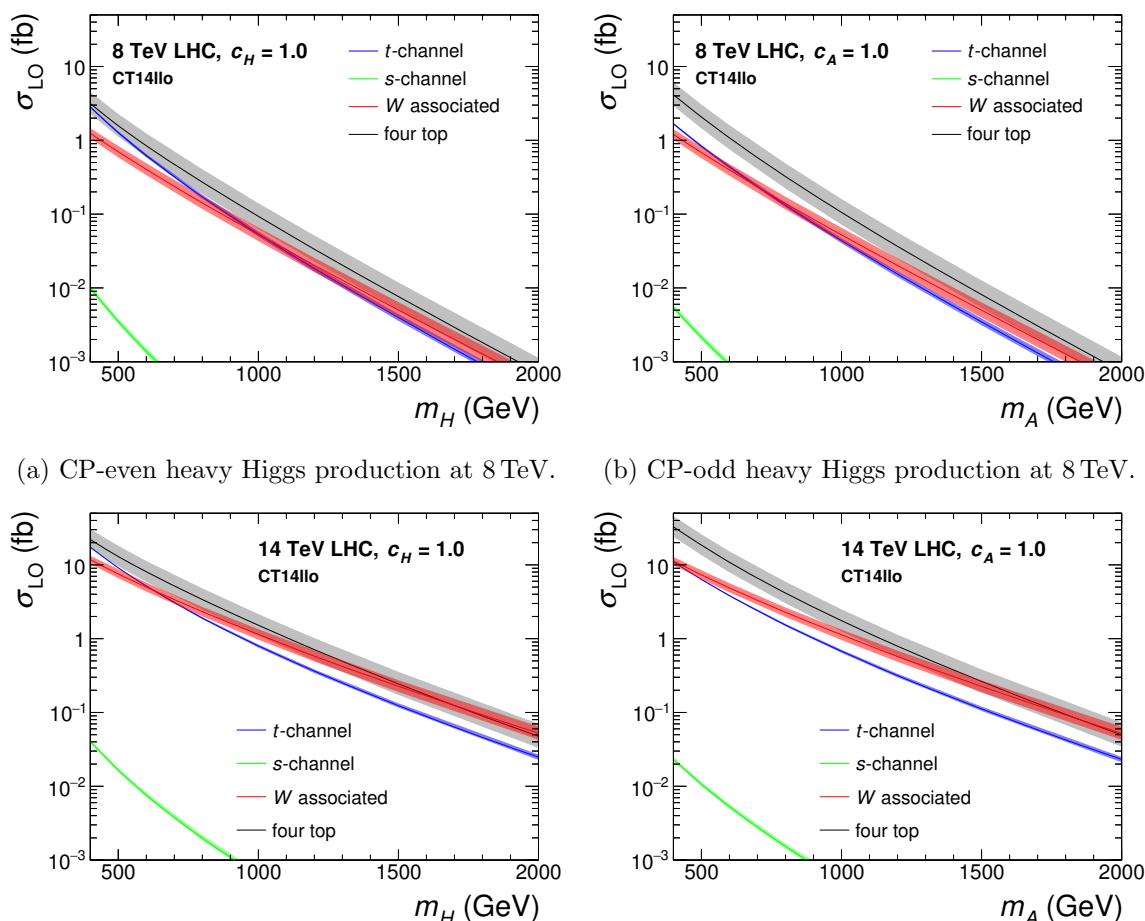 8 TeV LHC, c_H = 1.0
CT14llo
t-channel
s-channel
W associated
four top
σ_LO (fb)
10
1
10⁻¹
10⁻²
10⁻³
500 1000 1500 2000
m_H (GeV)
8 TeV LHC, c_A = 1.0
CT14llo
t-channel
s-channel
W associated
four top
σ_LO (fb)
10
1
10⁻¹
10⁻²
10⁻³
500 1000 1500 2000
m_A (GeV)
(a) CP-even heavy Higgs production at 8 TeV.
(b) CP-odd heavy Higgs production at 8 TeV.
14 TeV LHC, c_H = 1.0
CT14llo
t-channel
s-channel
W associated
four top
σ_LO (fb)
10
1
10⁻¹
10⁻²
10⁻³
500 1000 1500 2000
m_H (GeV)
14 TeV LHC, c_A = 1.0
CT14llo
t-channel
s-channel
W associated
four top
σ_LO (fb)
10
1
10⁻¹
10⁻²
10⁻³
500 1000 1500 2000
m_A (GeV)